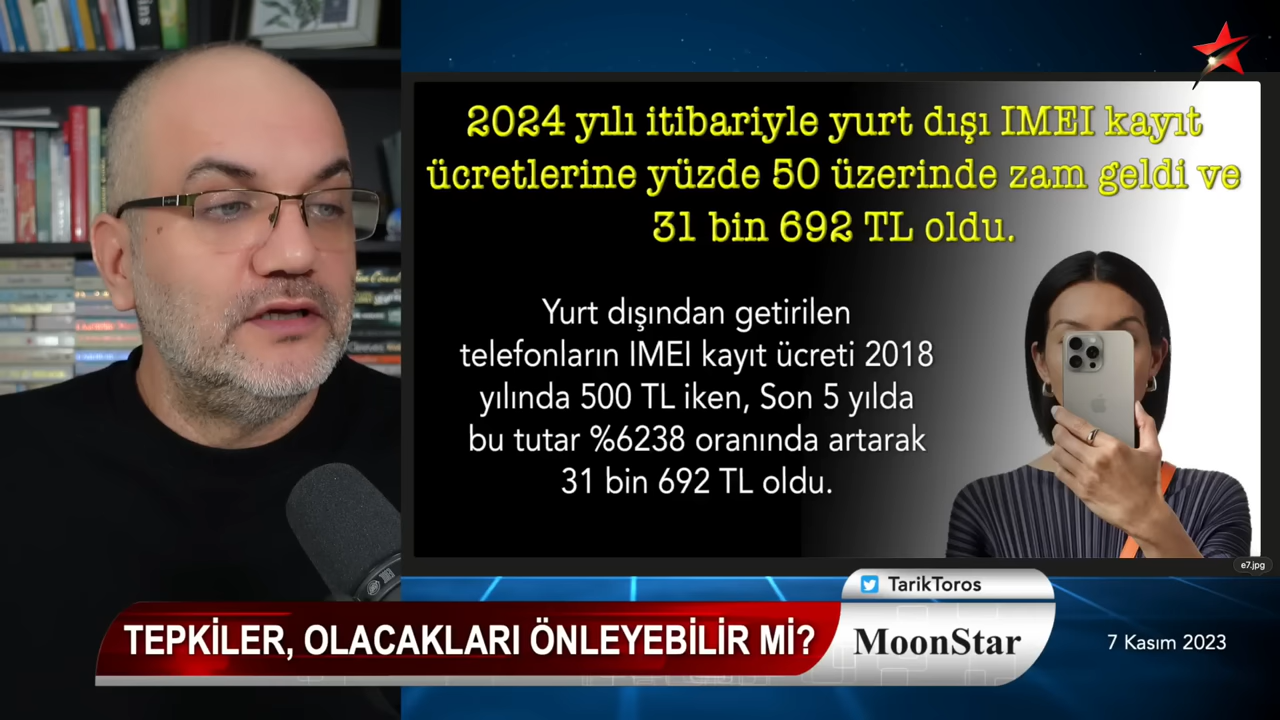 2024 yılı itibariyle yurt dışı IMEI kayıt
ücretlerine yüzde 50 üzerinde zam geldi ve
31 bin 692 TL oldu.
Yurt dışından getirilen
telefonların IMEI kayıt ücreti 2018
yılında 500 TL iken, Son 5 yılda
bu tutar %6238 oranında artarak
31 bin 692 TL oldu.
e7.jpg
TarikToros
TEPKİLER, OLACAKLARI ÖNLEYEBİLİR Mİ?
MoonStar
7 Kasım 2023